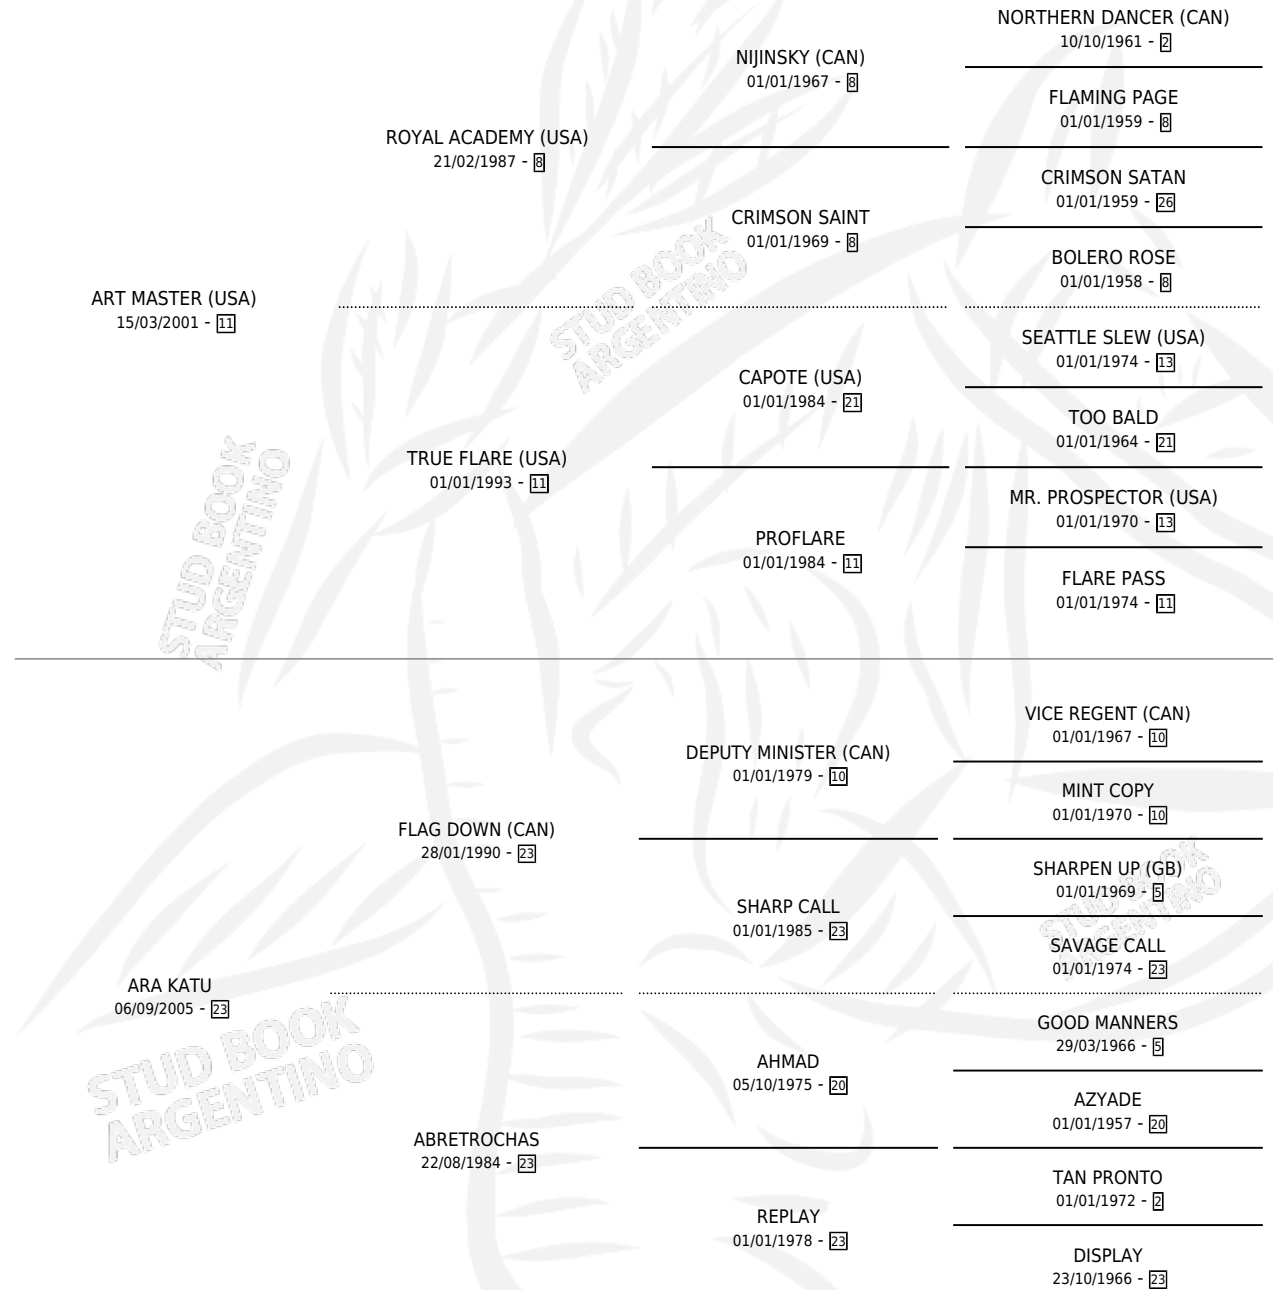 NORTHERN DANCER (CAN)
10/10/1961 - 2
NIJINSKY (CAN)
01/01/1967 - 8
FLAMING PAGE
01/01/1959 - 8
ROYAL ACADEMY (USA)
21/02/1987 - 8
CRIMSON SATAN
01/01/1959 - 26
CRIMSON SAINT
01/01/1969 - 8
BOLERO ROSE
01/01/1958 - 8
ART MASTER (USA)
15/03/2001 - 11
STUD BOOK
ARGENTINO
SEATTLE SLEW (USA)
01/01/1974 - 13
CAPOTE (USA)
01/01/1984 - 21
TOO BALD
01/01/1964 - 21
TRUE FLARE (USA)
01/01/1993 - 11
MR. PROSPECTOR (USA)
01/01/1970 - 13
PROFLARE
01/01/1984 - 11
FLARE PASS
01/01/1974 - 11
STUD BOOK
ARGENTINO
VICE REGENT (CAN)
01/01/1967 - 10
DEPUTY MINISTER (CAN)
01/01/1979 - 10
MINT COPY
01/01/1970 - 10
FLAG DOWN (CAN)
28/01/1990 - 23
SHARPEN UP (GB)
01/01/1969 - 5
SHARP CALL
01/01/1985 - 23
SAVAGE CALL
01/01/1974 - 23
STUD BOOK
ARGENTINO
ARA KATU
06/09/2005 - 23
STUD BOOK
ARGENTINO
GOOD MANNERS
29/03/1966 - 5
AHMAD
05/10/1975 - 20
AZYADE
01/01/1957 - 20
ABRETROCHAS
22/08/1984 - 23
TAN PRONTO
01/01/1972 - 2
REPLAY
01/01/1978 - 23
DISPLAY
23/10/1966 - 23